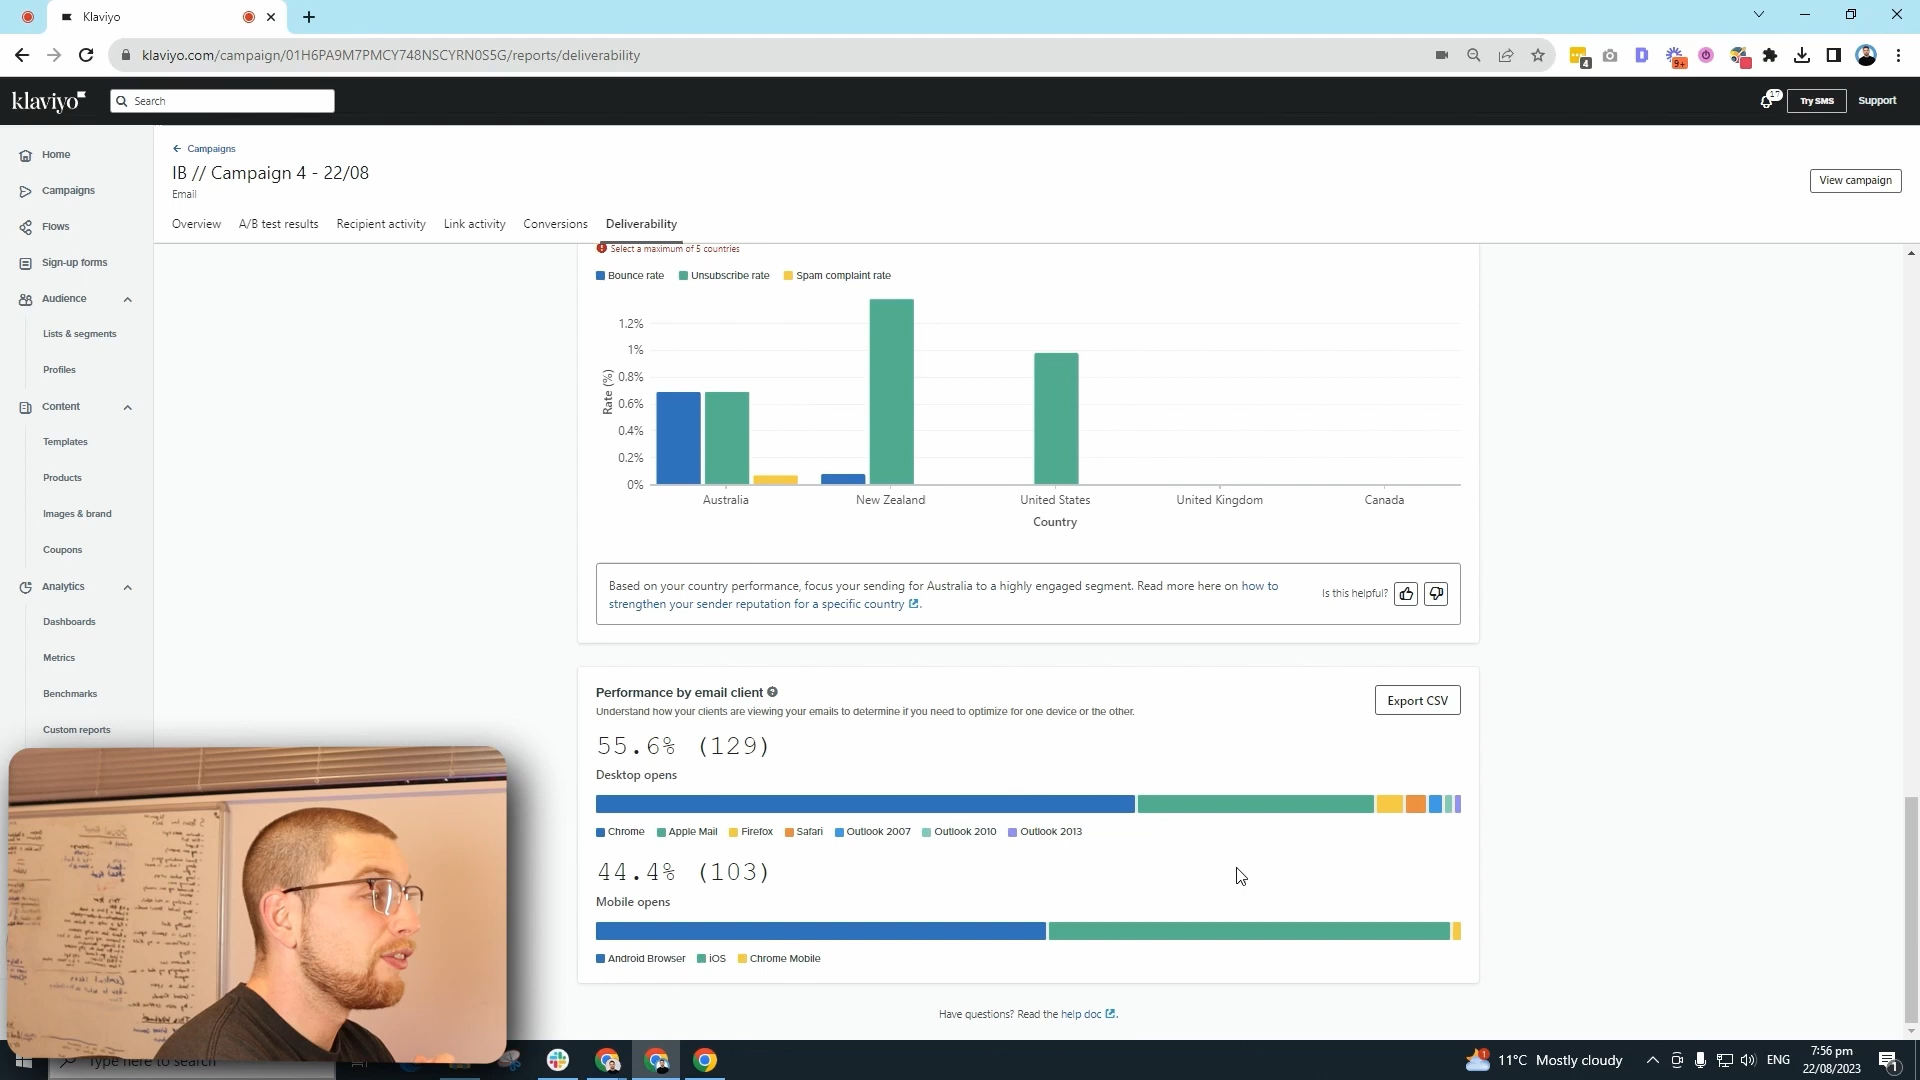 Klaviyo
klaviyo.com/campaign/01H6PA9M7PMCY748NSCYRN0S5G/reports/deliverability
4
9+
klaviyo
Search
17
Try SMS
Support
Home
Campaigns
Flows
Sign-up forms
Audience
Lists & segments
Profiles
Content
Templates
Products
Images & brand
Coupons
Analytics
Dashboards
Metrics
Benchmarks
Custom reports
Campaigns
IB // Campaign 4 - 22/08
Email
View campaign
Overview A/B test results Recipient activity Link activity Conversions Deliverability
Select a maximum of 5 countries
Bounce rate Unsubscribe rate Spam complaint rate
Rate (%)
1.2%
1%
0.8%
0.6%
0.4%
0.2%
0%
Australia New Zealand United States United Kingdom Canada
Country
Based on your country performance, focus your sending for Australia to a highly engaged segment. Read more here on how to
strengthen your sender reputation for a specific country.
Is this helpful?
Performance by email client
Export CSV
Understand how your clients are viewing your emails to determine if you need to optimize for one device or the other.
55.6% (129)
Desktop opens
Chrome Apple Mail Firefox Safari Outlook 2007 Outlook 2010 Outlook 2013
44.4% (103)
Mobile opens
Android Browser iOS Chrome Mobile
Have questions? Read the help doc.
Type here to search
1
11°C Mostly cloudy
ENG
7:56 pm
22/08/2023
1